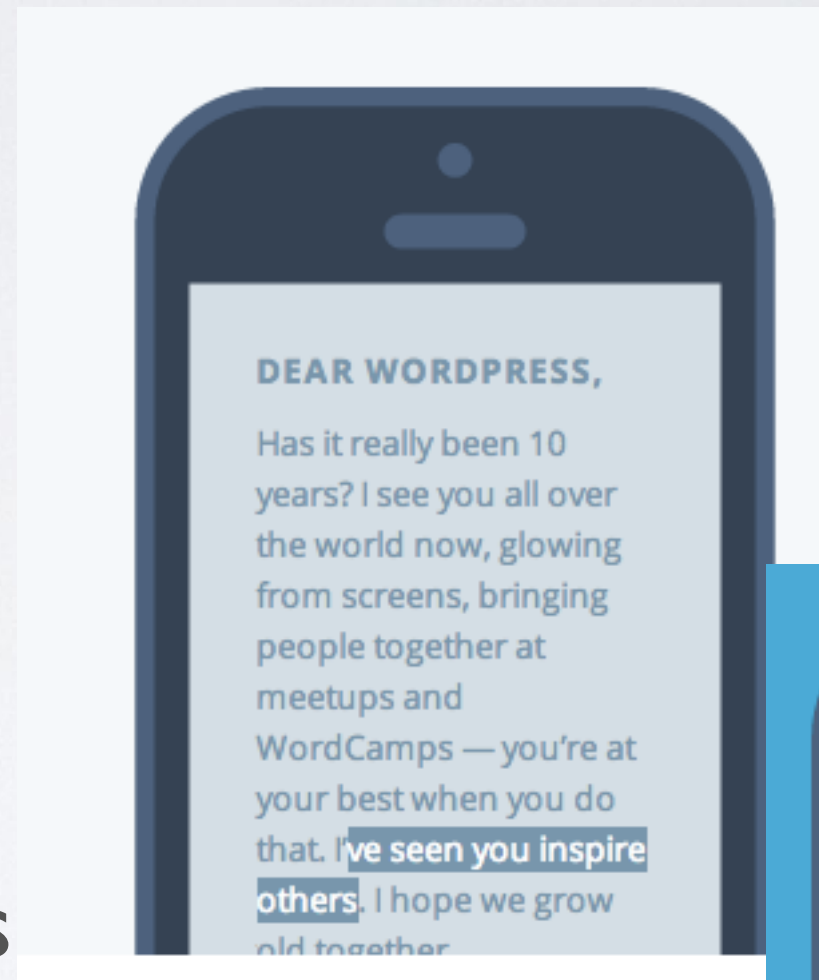 DEAR WORDPRESS,
Has it really been 10
years? I see you all over
the world now, glowing
from screens, bringing
people together at
meetups and
WordCamps — you’re at
your best when you do
that. I’ve seen you inspire
others. I hope we grow
old together
s